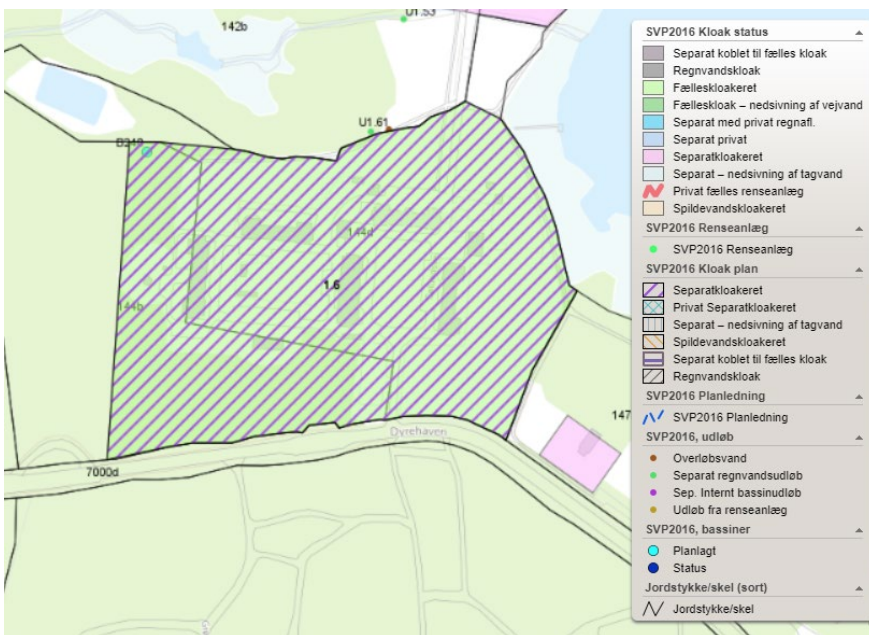 U1.53
142b
U1.61
B249
144d
1.6
144b
147
Dyrehaven
7000d
SVP2016 Kloak status
Separat koblet til fælles kloak
Regnvandskloak
Fælleskloakeret
Fælleskloak – nedsivning af vejvand
Separat med privat regnafl.
Separat privat
Separatkloakeret
Separat – nedsivning af tagvand
Privat fælles renseanlæg
Spildevandskloakeret
SVP2016 Renseanlæg
SVP2016 Renseanlæg
SVP2016 Kloak plan
Separatkloakeret
Privat Separatkloakeret
Separat – nedsivning af tagvand
Spildevandskloakeret
Separat koblet til fælles kloak
Regnvandskloak
SVP2016 Planledning
SVP2016 Planledning
SVP2016, udløb
Overløbsvand
Separat regnvandsudløb
Sep. Internt bassinudløb
Udløb fra renseanlæg
SVP2016, bassiner
Planlagt
Status
Jordstykke/skel (sort)
Jordstykke/skel